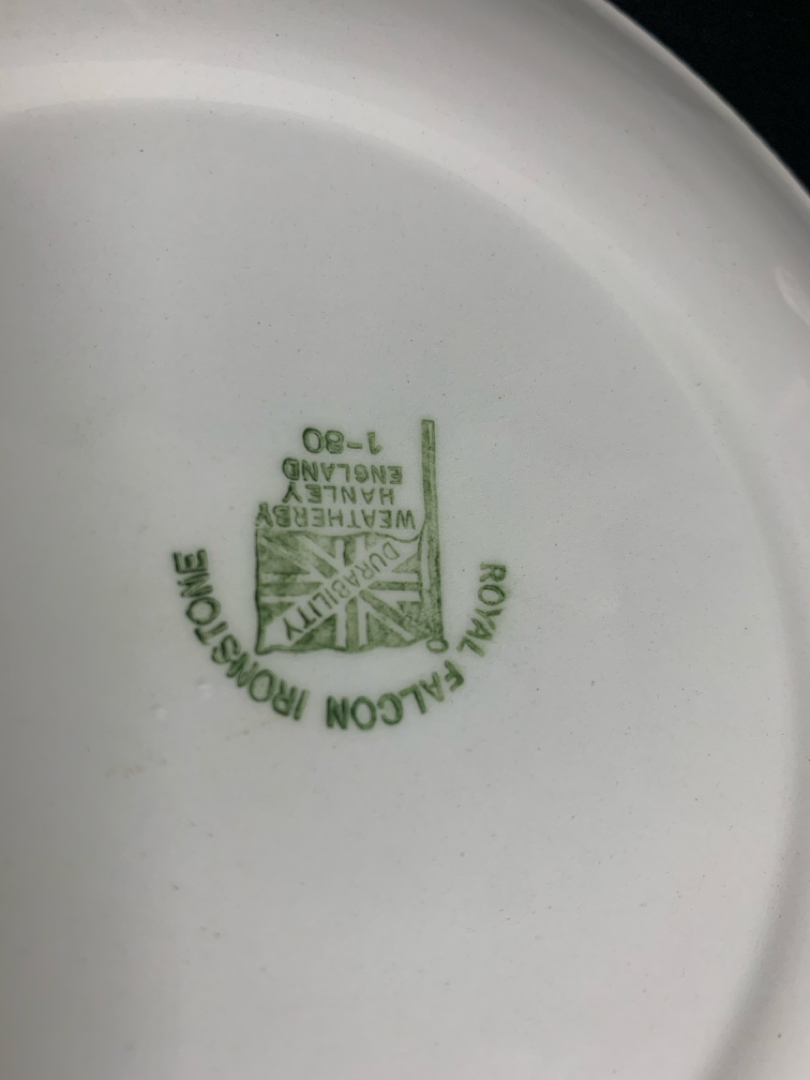 ROYAL FALCON IRONSTONE
DURABILITY
WEATHERBY
HANLEY
ENGLAND
1-80